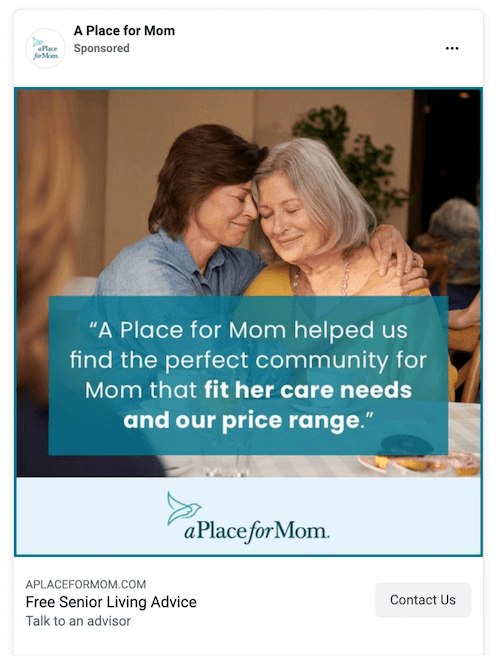 A Place for Mom
Sponsored
aPlace
forMom.
“A Place for Mom helped us
find the perfect community for
Mom that fit her care needs
and our price range.”
aPlaceforMom.
APLACEFORMOM.COM
Free Senior Living Advice
Talk to an advisor
Contact Us